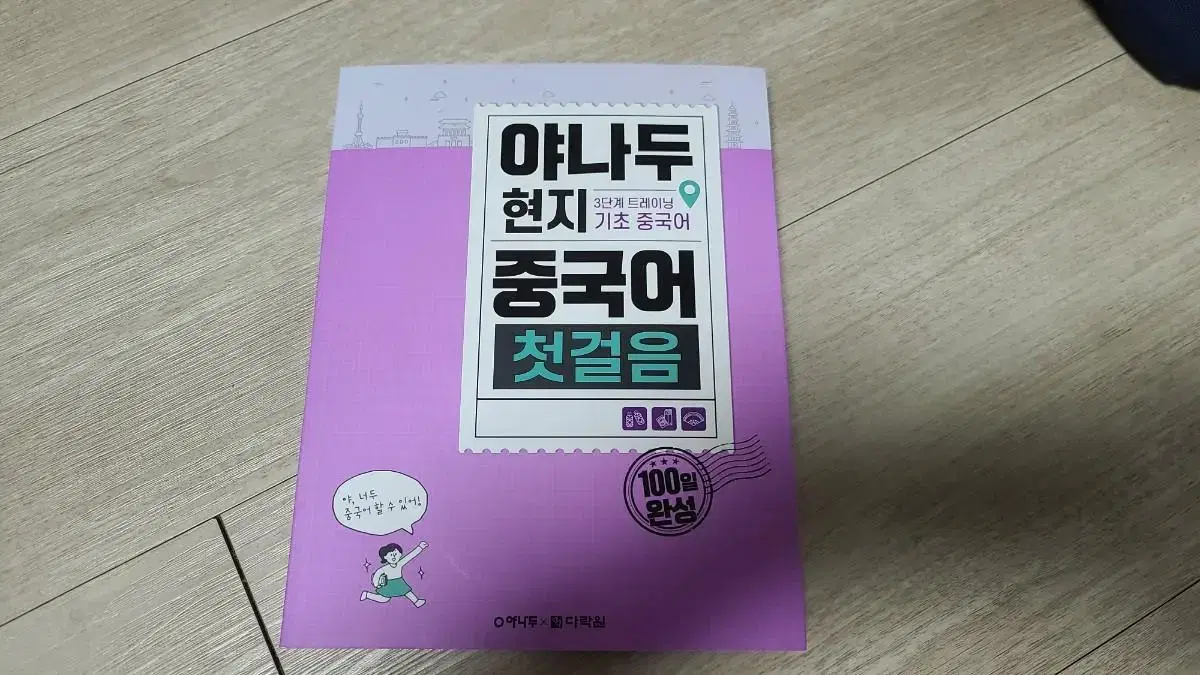 야나두
현지
3단계 트레이닝
기초 중국어
중국어
첫걸음
100일
완성
야, 너두
중국어 할 수 있어!
야나두 × 다락원